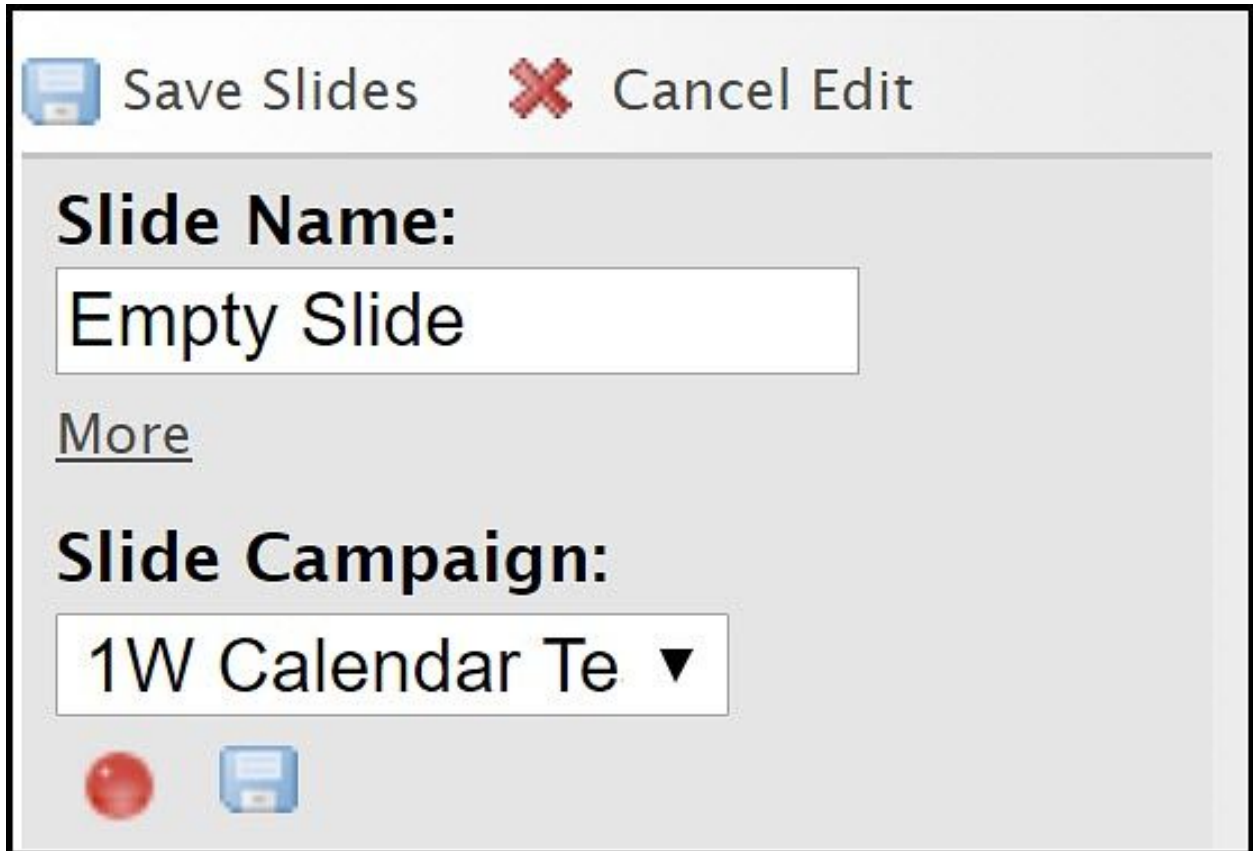 Save Slides Cancel Edit
Slide Name:
Empty Slide
More
Slide Campaign:
1W Calendar Te